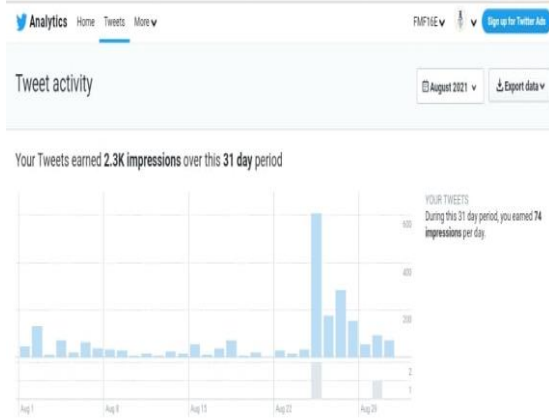 Analytics Home Tweets More
FMF16E Sign up for Twitter Ads
Tweet activity
August 2021 Export data
Your Tweets earned 2.3K impressions over this 31 day period
YOUR TWEETS
During this 31 day period, you earned 74
impressions per day.
600
400
200
2
1
Aug 1 Aug 8 Aug 15 Aug 22 Aug 29